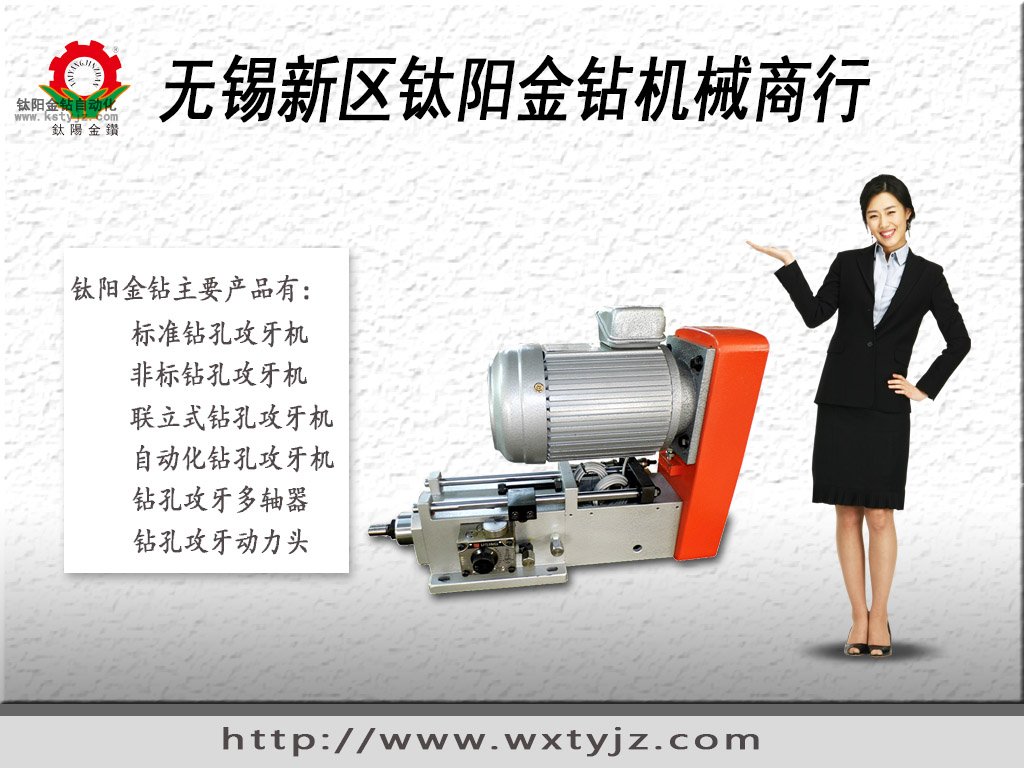 无锡新区钛阳金钻机械商行
®
TAIYANGJINZUAN
钛阳金钻自动化
www.kstyjz.com
鈦陽金鑽
钛阳金钻主要产品有：
标准钻孔攻牙机
非标钻孔攻牙机
联立式钻孔攻牙机
自动化钻孔攻牙机
钻孔攻牙多轴器
钻孔攻牙动力头
http://www.wxtyjz.com